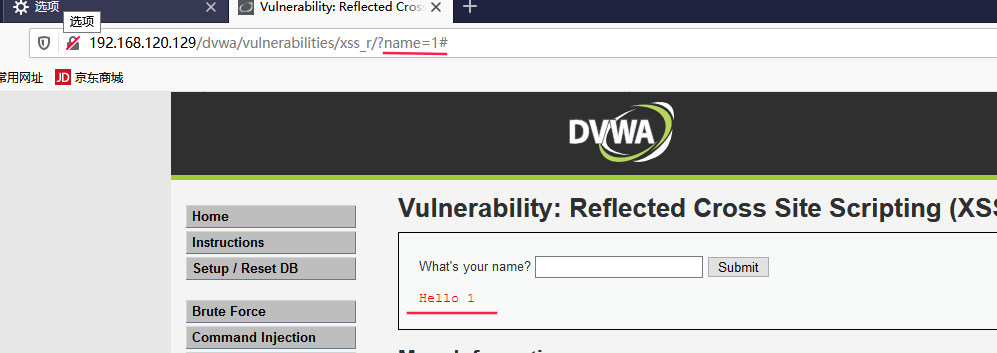 选项
Vulnerability: Reflected Cros
选项
192.168.120.129/dvwa/vulnerabilities/xss_r/?name=1#
常用网址
JD 京东商城
DVWA
Home
Instructions
Setup / Reset DB
Brute Force
Command Injection
Vulnerability: Reflected Cross Site Scripting (XSS
What's your name?
Submit
Hello 1